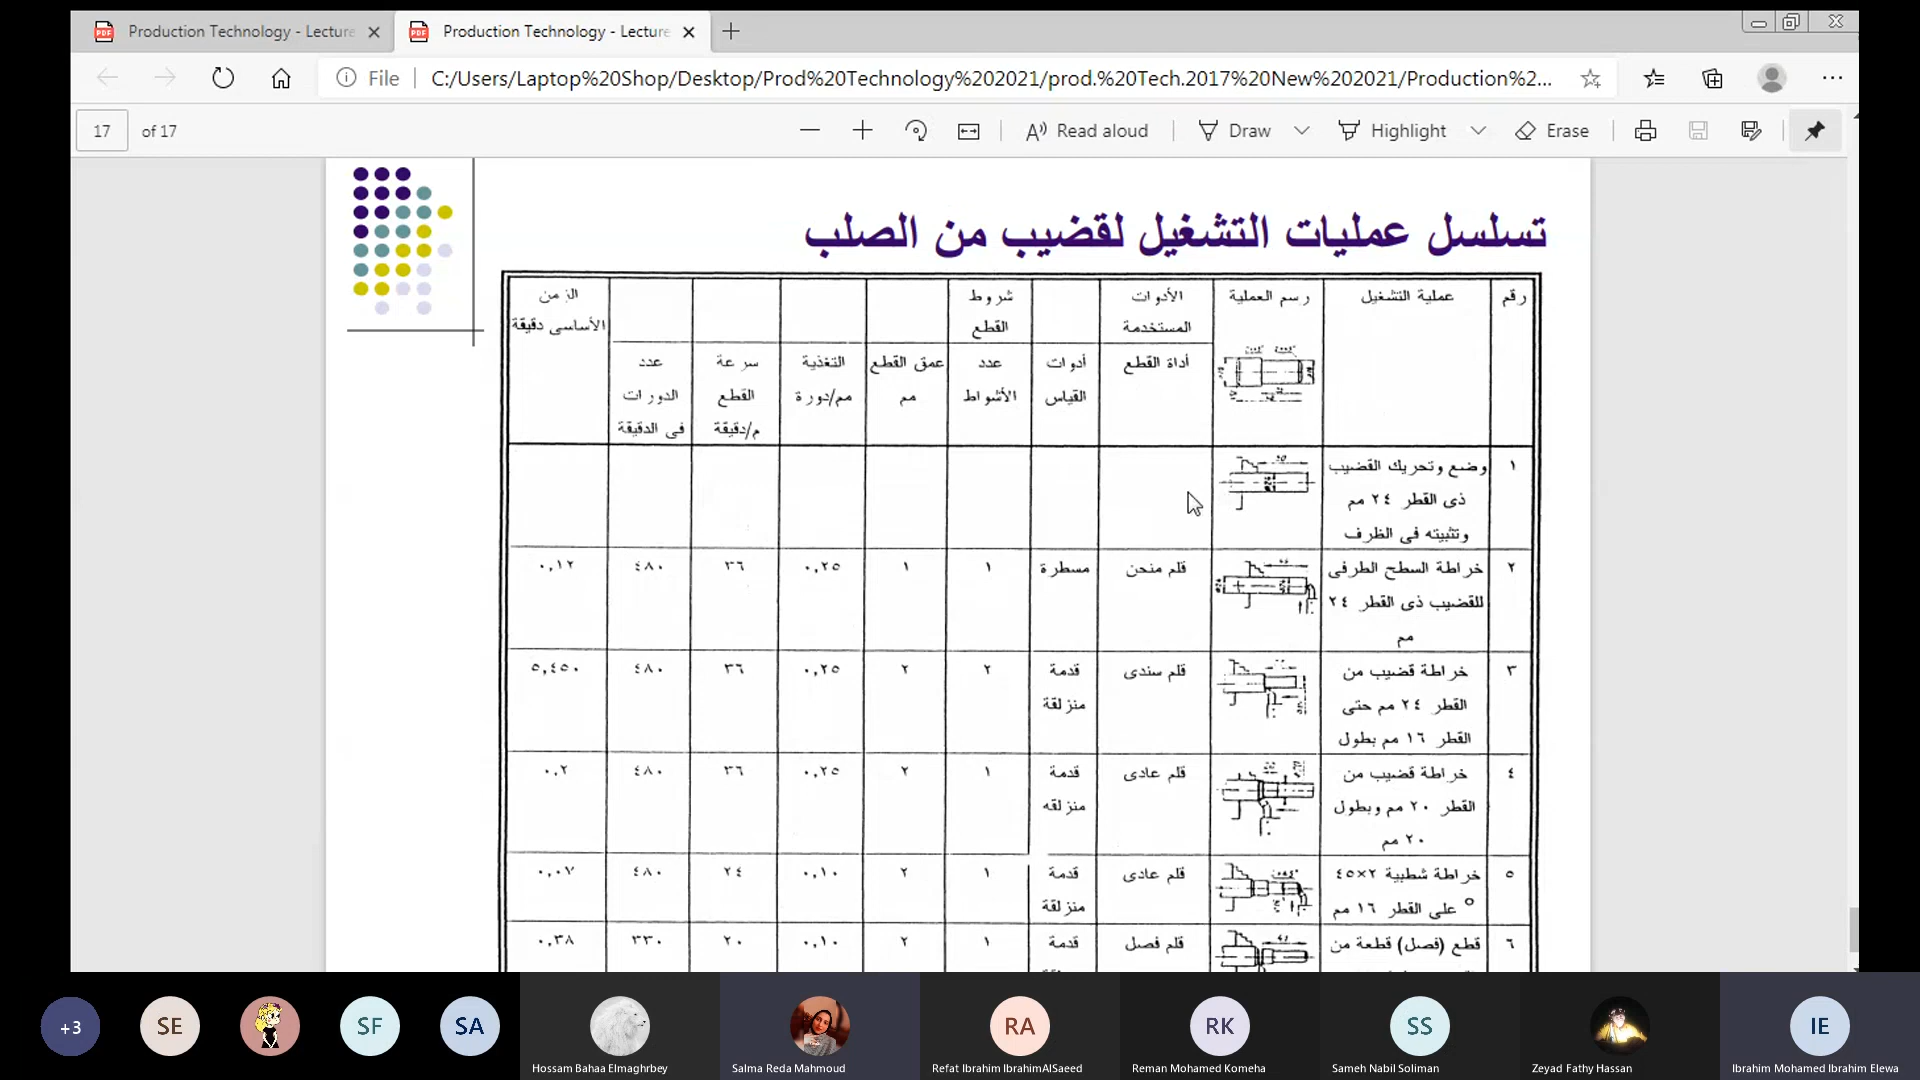 Production Technology - Lecture
Production Technology - Lecture
File
C:/Users/Laptop%20Shop/Desktop/Prod%20Technology%202021/prod.%20Tech.2017%20New%202021/Production%2...
17 of 17
Read aloud
Draw
Highlight
Erase
تسلسل عمليات التشغيل لقضيب من الصلب
رقم
عملية التشغيل
رسم العملية
الأدوات المستخدمة
شروط القطع
الزمن الأساسى دقيقة
أداة القطع
أدوات القياس
عدد الأشواط
عمق القطع مم
التغذية مم/دورة
سرعة القطع م/دقيقة
عدد الدورات فى الدقيقة
١
وضع وتحريك القضيب
ذى القطر ٢٤ مم
وتثبيته فى الظرف
٢
خراطة السطح الطرفى
للقضيب ذى القطر ٢٤
مم
قلم منحن
مسطرة
١
١
٠,٢٥
٣٦
٤٨٠
٠,١٢
٣
خراطة قضيب من
القطر ٢٤ مم حتى
القطر ١٦ مم بطول
قلم سندى
قدمة
منزلقة
٢
٢
٠,٢٥
٣٦
٤٨٠
٥,٤٥٠
٤
خراطة قضيب من
القطر ٢٠ مم وبطول
٢٠ مم
قلم عادى
قدمة
منزلقه
١
٢
٠,٢٥
٣٦
٤٨٠
٠,٢
٥
خراطة شطبية ٢×٤٥
° على القطر ١٦ مم
قلم عادى
قدمة
منزلقة
١
٢
٠,١٠
٢٤
٤٨٠
٠,٠٧
٦
قطع (فصل) قطعة من
قلم فصل
قدمة
١
٢
٠,١٠
٢٠
٣٣٠
٠,٣٨
+3
SE
SF
SA
RA
RK
SS
IE
Hossam Bahaa Elmaghrbey
Salma Reda Mahmoud
Refat Ibrahim IbrahimAlSaeed
Reman Mohamed Komeha
Sameh Nabil Soliman
Zeyad Fathy Hassan
Ibrahim Mohamed Ibrahim Elewa